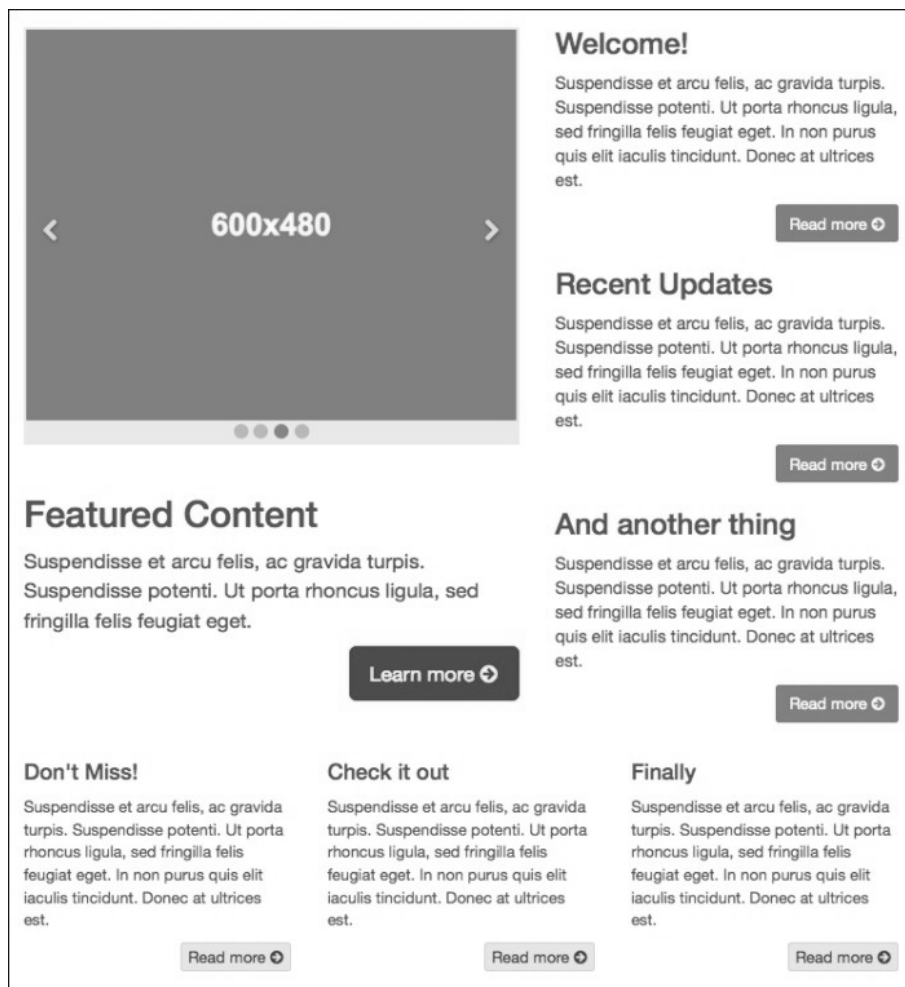 600x480
Featured Content
Suspendisse et arcu felis, ac gravida turpis.
Suspendisse potenti. Ut porta rhoncus ligula, sed
fringilla felis feugiat eget.
Learn more
Welcome!
Suspendisse et arcu felis, ac gravida turpis.
Suspendisse potenti. Ut porta rhoncus ligula,
sed fringilla felis feugiat eget. In non purus
quis elit iaculis tincidunt. Donec at ultrices
est.
Read more
Recent Updates
Suspendisse et arcu felis, ac gravida turpis.
Suspendisse potenti. Ut porta rhoncus ligula,
sed fringilla felis feugiat eget. In non purus
quis elit iaculis tincidunt. Donec at ultrices
est.
Read more
And another thing
Suspendisse et arcu felis, ac gravida turpis.
Suspendisse potenti. Ut porta rhoncus ligula,
sed fringilla felis feugiat eget. In non purus
quis elit iaculis tincidunt. Donec at ultrices
est.
Read more
Don't Miss!
Suspendisse et arcu felis, ac gravida
turpis. Suspendisse potenti. Ut porta
rhoncus ligula, sed fringilla felis
feugiat eget. In non purus quis elit
iaculis tincidunt. Donec at ultrices
est.
Read more
Check it out
Suspendisse et arcu felis, ac gravida
turpis. Suspendisse potenti. Ut porta
rhoncus ligula, sed fringilla felis
feugiat eget. In non purus quis elit
iaculis tincidunt. Donec at ultrices
est.
Read more
Finally
Suspendisse et arcu felis, ac gravida
turpis. Suspendisse potenti. Ut porta
rhoncus ligula, sed fringilla felis
feugiat eget. In non purus quis elit
iaculis tincidunt. Donec at ultrices
est.
Read more